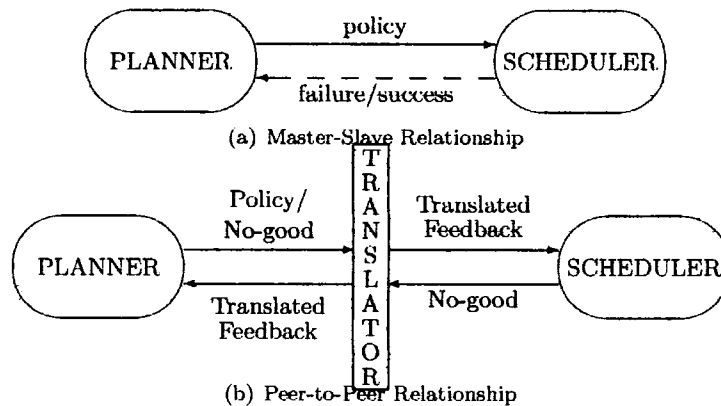 policy
PLANNER
SCHEDULER
failure/success
(a) Master-Slave Relationship
TRANSLATOR
Policy/
No-good
Translated
Feedback
PLANNER
SCHEDULER
Translated
Feedback
No-good
(b) Peer-to-Peer Relationship